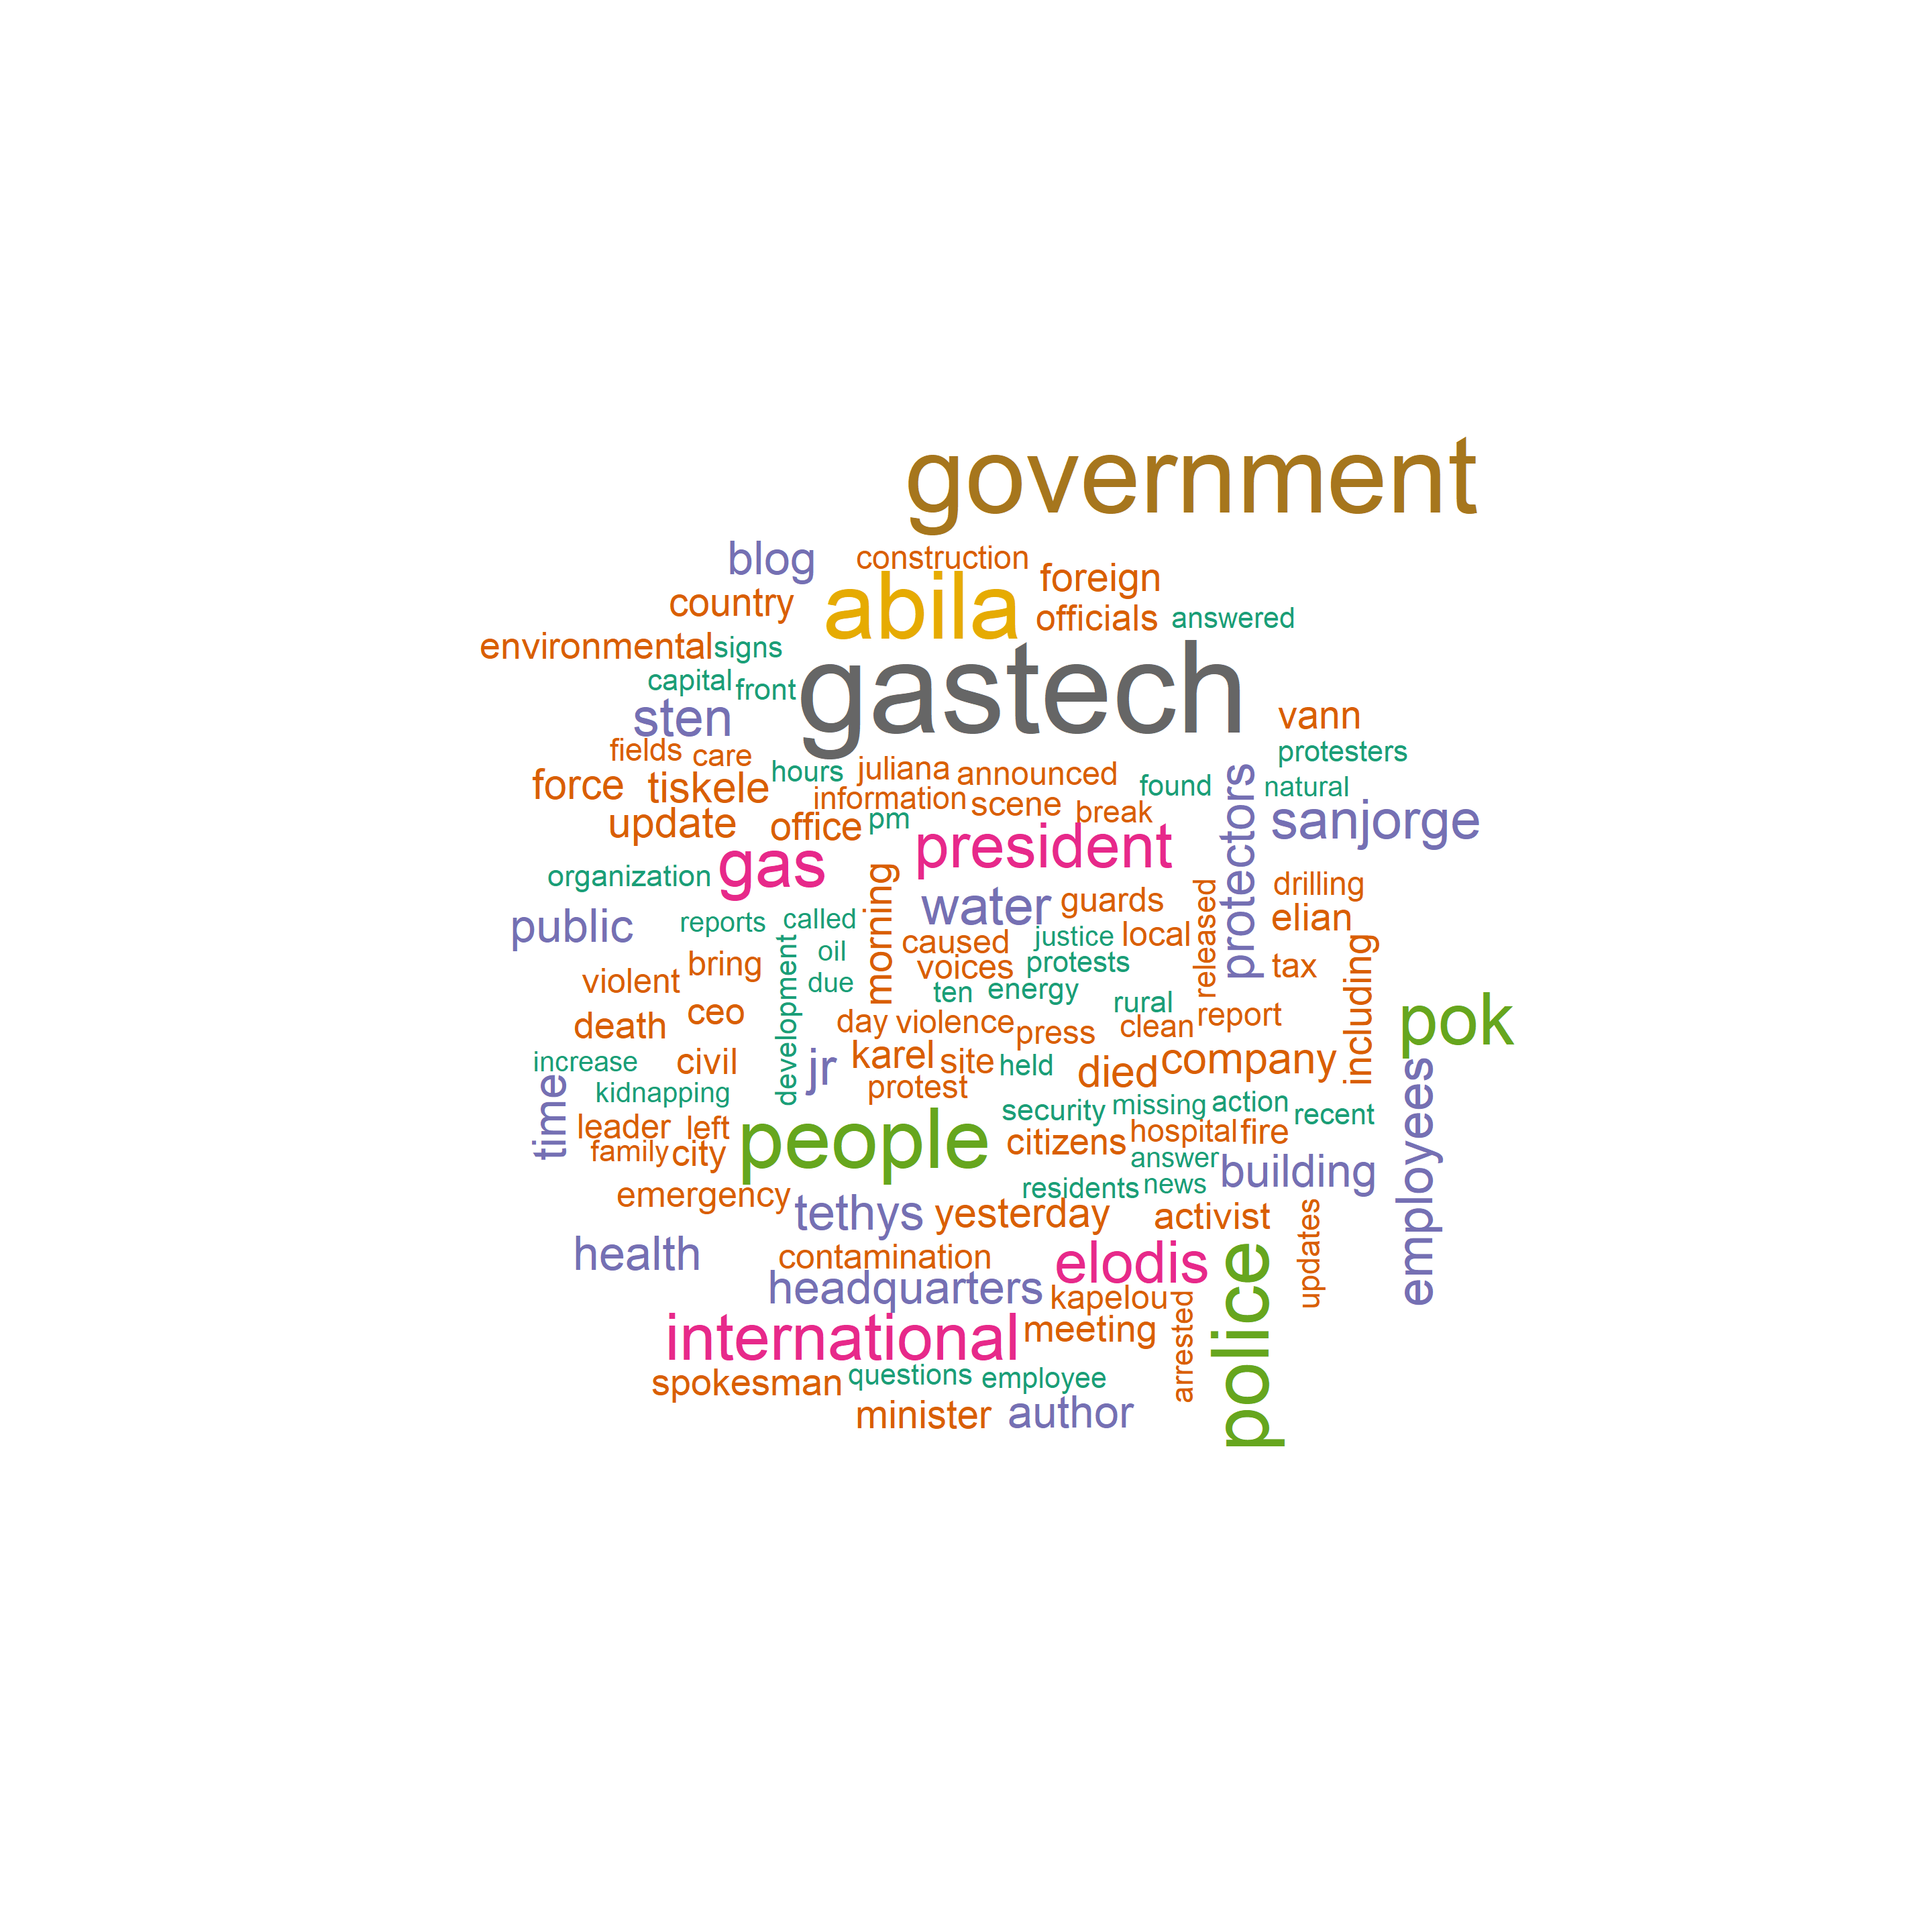 government
blog
construction
foreign
country
abila
officials
answered
environmental
signs
capital
front
gastech
sten
vann
fields
care
protesters
force
tiskele
hours
juliana
announced
found
natural
information
scene
break
protectors
sanjorge
update
office
pm
president
gas
organization
morning
water
guards
released
drilling
public
reports
called
elian
caused
justice
local
development
oil
voices
protests
including
tax
violent
bring
due
ten
energy
rural
death
ceo
day
violence
press
clean
report
pok
increase
civil
jr
karel
site
held
died
company
kidnapping
protest
time
security
missing
action
recent
employees
leader
left
people
citizens
hospital
fire
family
city
answer
building
residents
news
emergency
tethys
yesterday
activist
updates
health
contamination
elodis
police
headquarters
kapelou
arrested
international
meeting
spokesman
questions
employee
minister
author